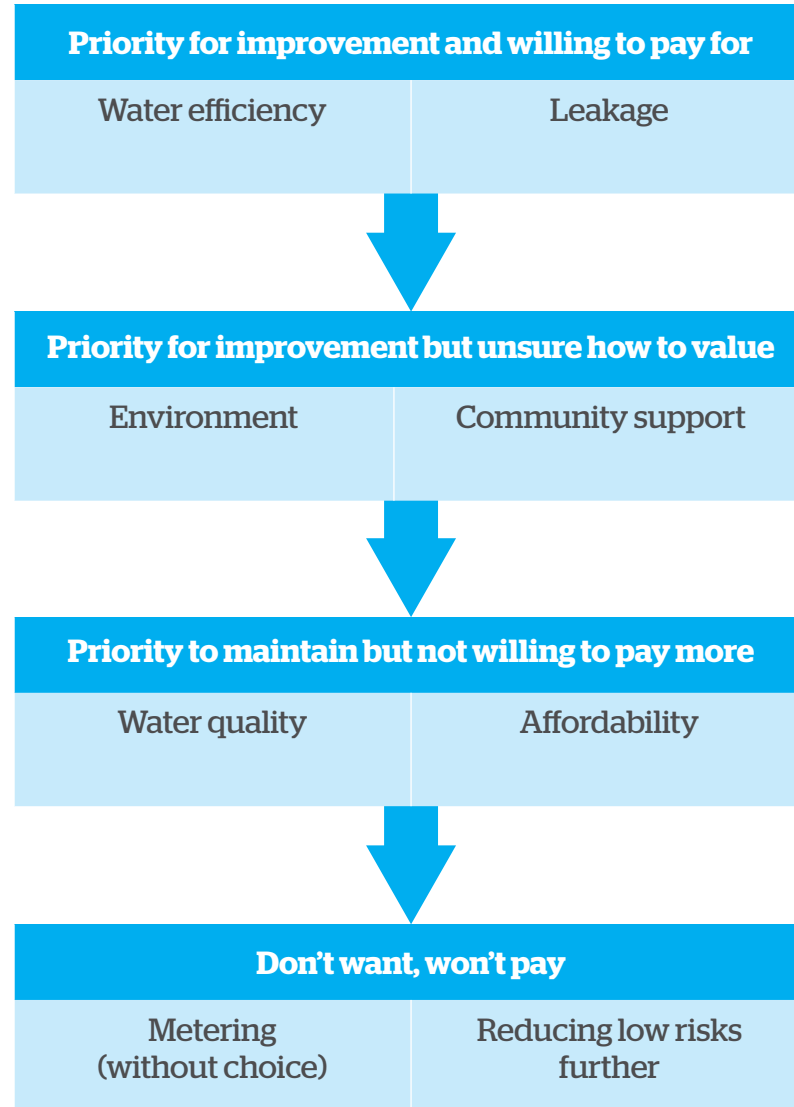 Priority for improvement and willing to pay for
Water efficiency
Leakage
Priority for improvement but unsure how to value
Environment
Community support
Priority to maintain but not willing to pay more
Water quality
Affordability
Don’t want, won’t pay
Metering
(without choice)
Reducing low risks
further